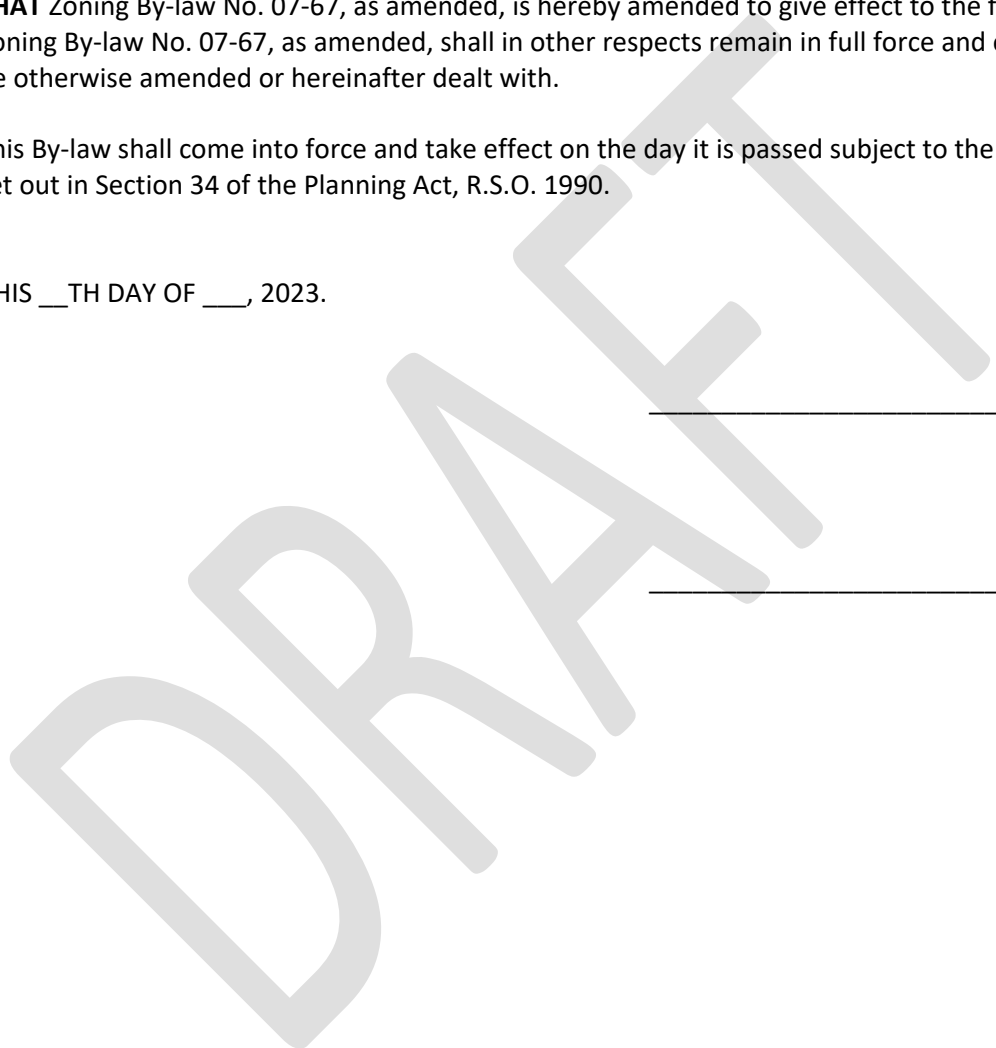 HAT Zoning By-law No. 07-67, as amended, is hereby amended to give effect to the
oning By-law No. 07-67, as amended, shall in other respects remain in full force and
e otherwise amended or hereinafter dealt with.
his By-law shall come into force and take effect on the day it is passed subject to the
et out in Section 34 of the Planning Act, R.S.O. 1990.
HIS __TH DAY OF ___, 2023.
DRAFT